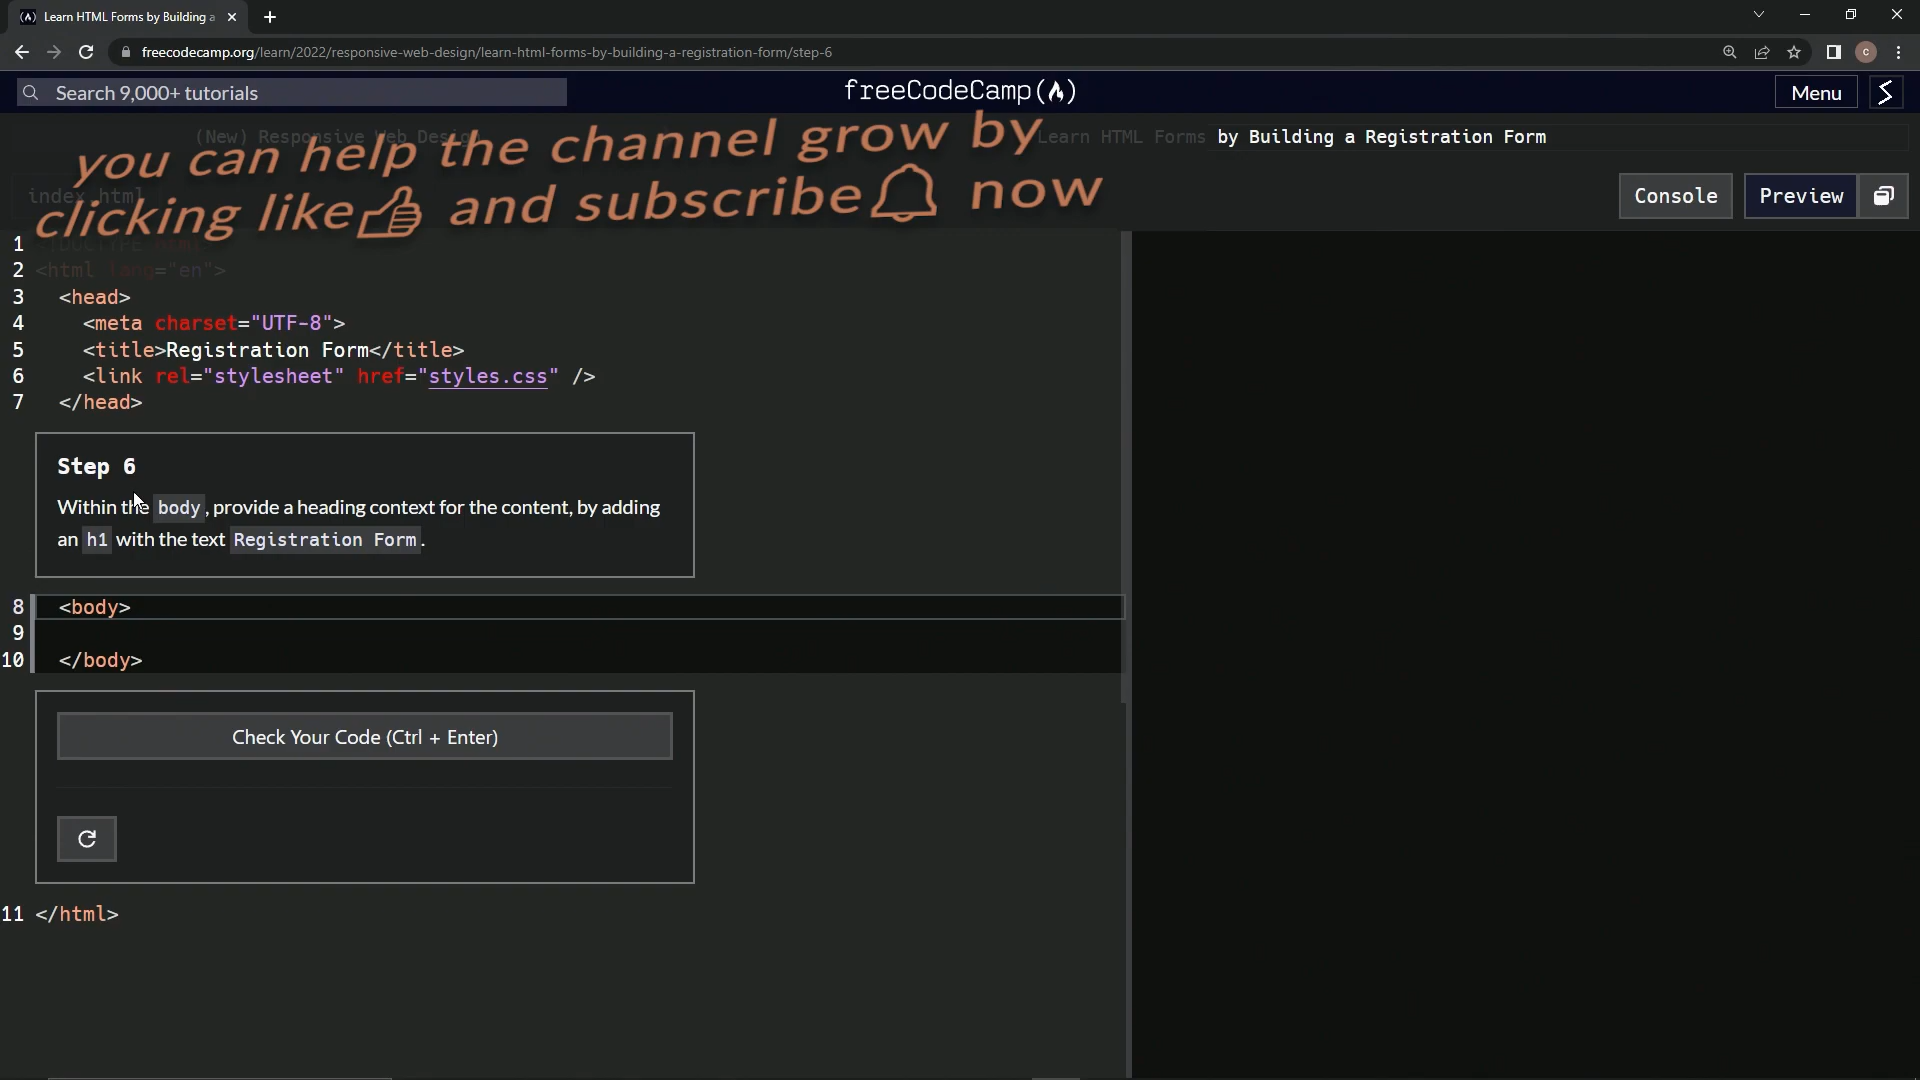 Learn HTML Forms by Building a
freecodecamp.org/learn/2022/responsive-web-design/learn-html-forms-by-building-a-registration-form/step-6
C
Search 9,000+ tutorials
freeCodeCamp
Menu
(New) Responsive Web Design
Learn HTML Forms by Building a Registration Form
you can help the channel grow by
clicking like and subscribe now
index.html
Console
Preview
1 <!DOCTYPE html>
2 <html lang="en">
3 <head>
4 <meta charset="UTF-8">
5 <title>Registration Form</title>
6 <link rel="stylesheet" href="styles.css" />
7 </head>
Step 6
Within the body, provide a heading context for the content, by adding
an h1 with the text Registration Form.
8 <body>
9
10 </body>
Check Your Code (Ctrl + Enter)
11 </html>